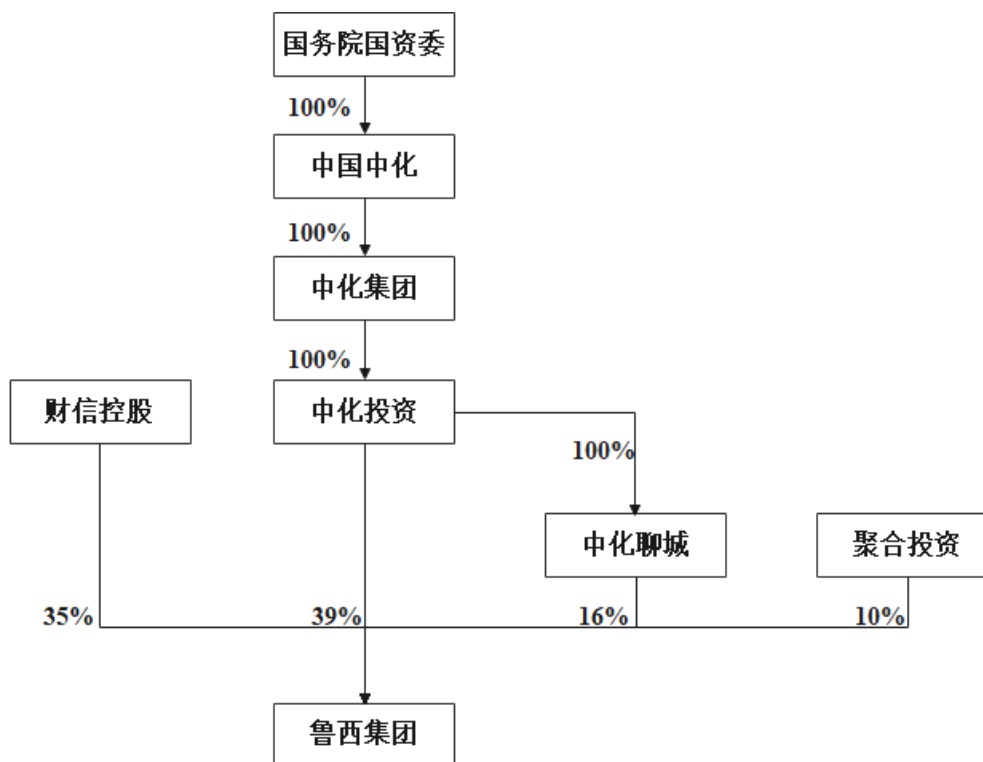 国务院国资委
100%
中国中化
100%
中化集团
100%
财信控股
中化投资
100%
中化聊城
聚合投资
35%
39%
16%
10%
鲁西集团